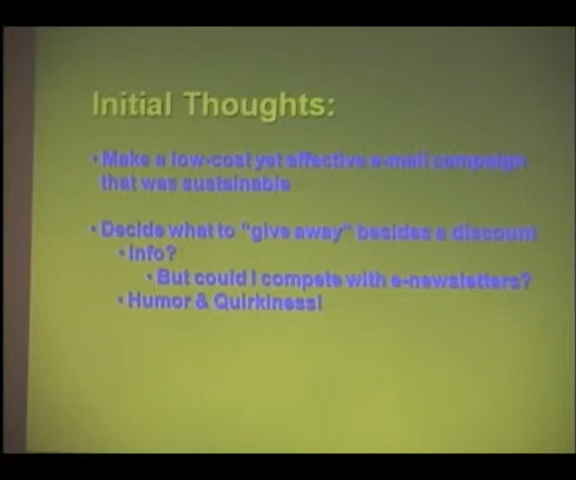 Initial Thoughts:
• Make a low-cost yet affective e-mail campaign
that was sustainable
• Decide what to "give away" besides a discount
• Info?
• But could I compete with e-newsletters?
• Humor & Quirkiness!